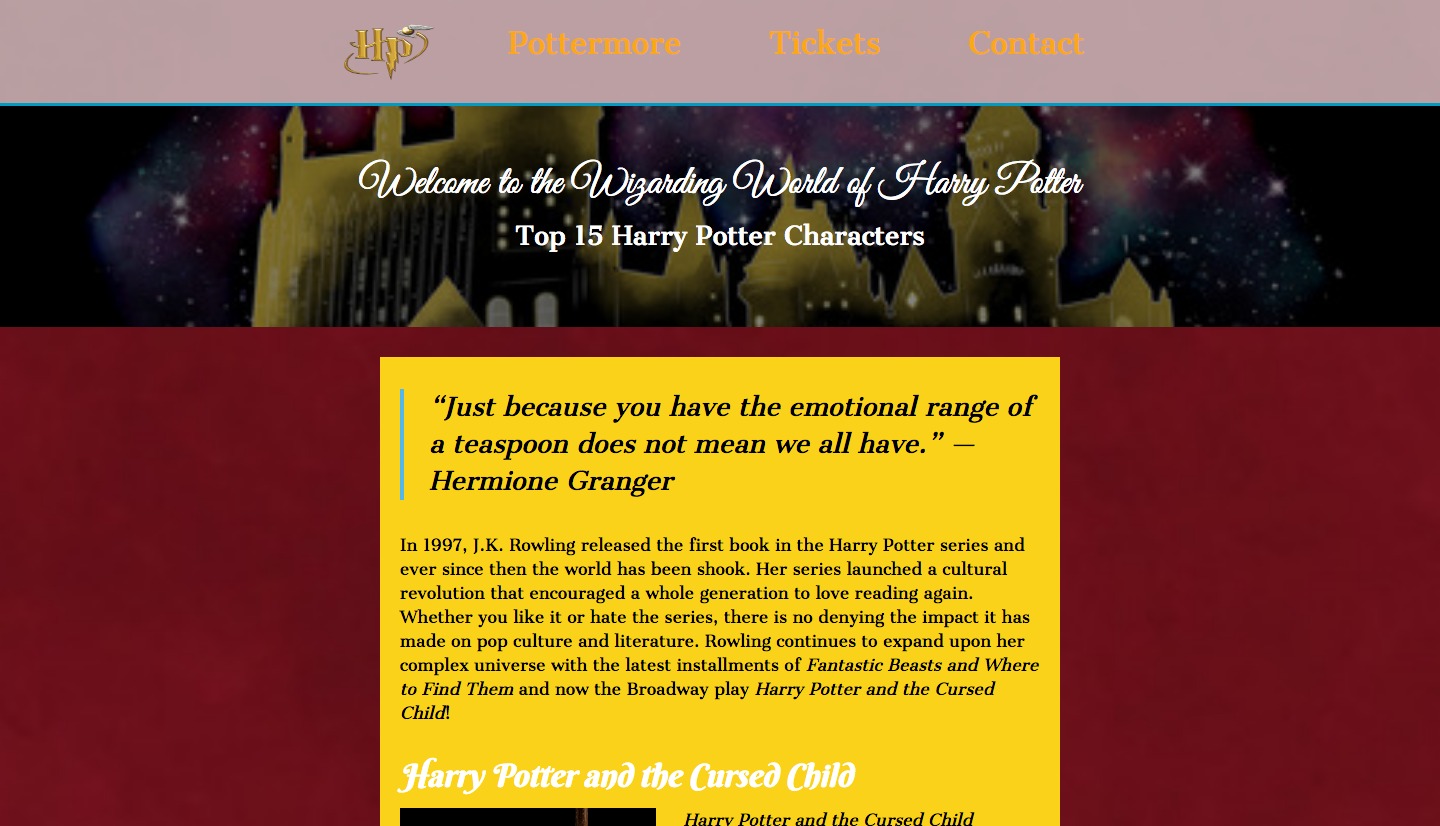 Hp
Pottermore
Tickets
Contact
Welcome to the Wizarding World of Harry Potter
Top 15 Harry Potter Characters
“Just because you have the emotional range of
a teaspoon does not mean we all have.” —
Hermione Granger
In 1997, J.K. Rowling released the first book in the Harry Potter series and
ever since then the world has been shook. Her series launched a cultural
revolution that encouraged a whole generation to love reading again.
Whether you like it or hate the series, there is no denying the impact it has
made on pop culture and literature. Rowling continues to expand upon her
complex universe with the latest installments of Fantastic Beasts and Where
to Find Them and now the Broadway play Harry Potter and the Cursed
Child!
Harry Potter and the Cursed Child
Harry Potter and the Cursed Child